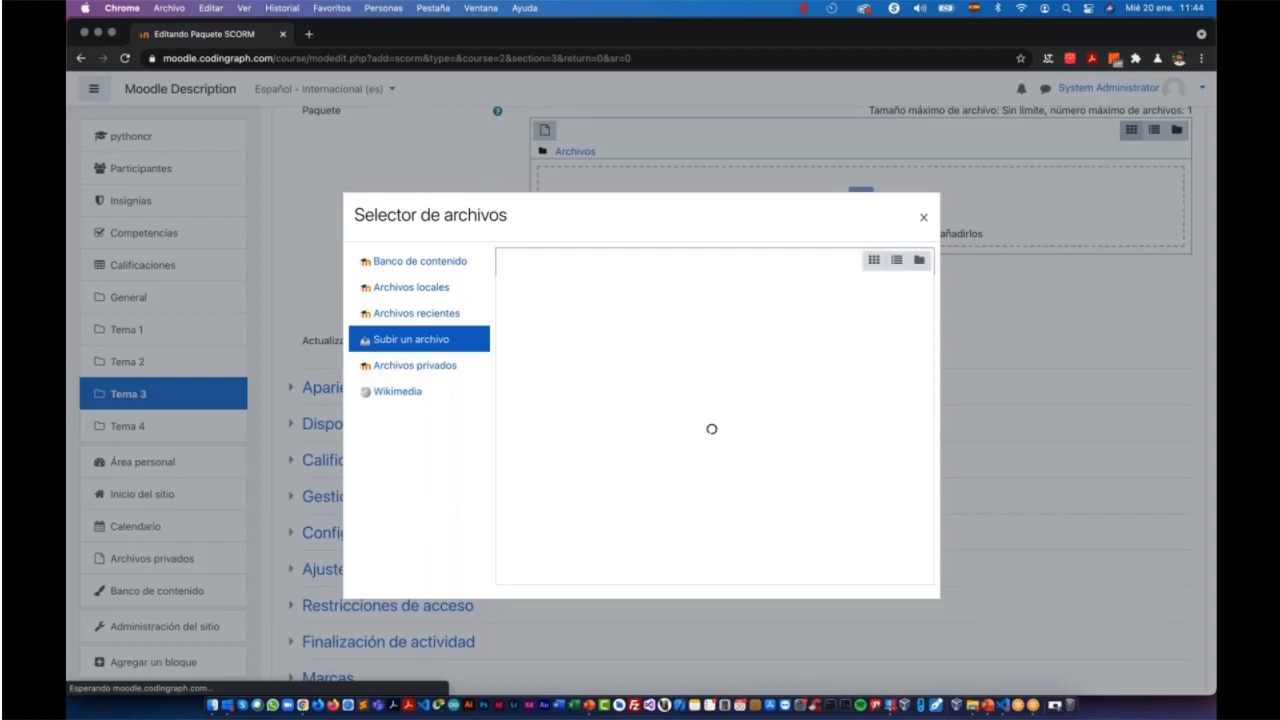 Chrome Archivo Editar Ver Historial Favoritos Personas Pestaña Ventana Ayuda Mié 20 ene. 11:44
Editando Paquete SCORM
moodle.codingraph.com/course/modedit.php?add=scorm&type=&course=2&section=3&return=0&sr=0
Moodle Description Español - Internacional (es) System Administrator
Paquete Tamaño máximo de archivo: Sin límite, número máximo de archivos: 1
pythoncr
Archivos
Participantes
Insignias
Selector de archivos
Competencias
añadirlos
Banco de contenido
Calificaciones
Archivos locales
General
Archivos recientes
Tema 1
Subir un archivo
Actualiza
Tema 2
Archivos privados
Aparie
Wikimedia
Tema 3
Dispo
Tema 4
Califi
Área personal
Gesti
Inicio del sitio
Calendario
Config
Archivos privados
Ajuste
Banco de contenido
Restricciones de acceso
Administración del sitio
Finalización de actividad
Agregar un bloque
Marcas
Esperando moodle.codingraph.com...